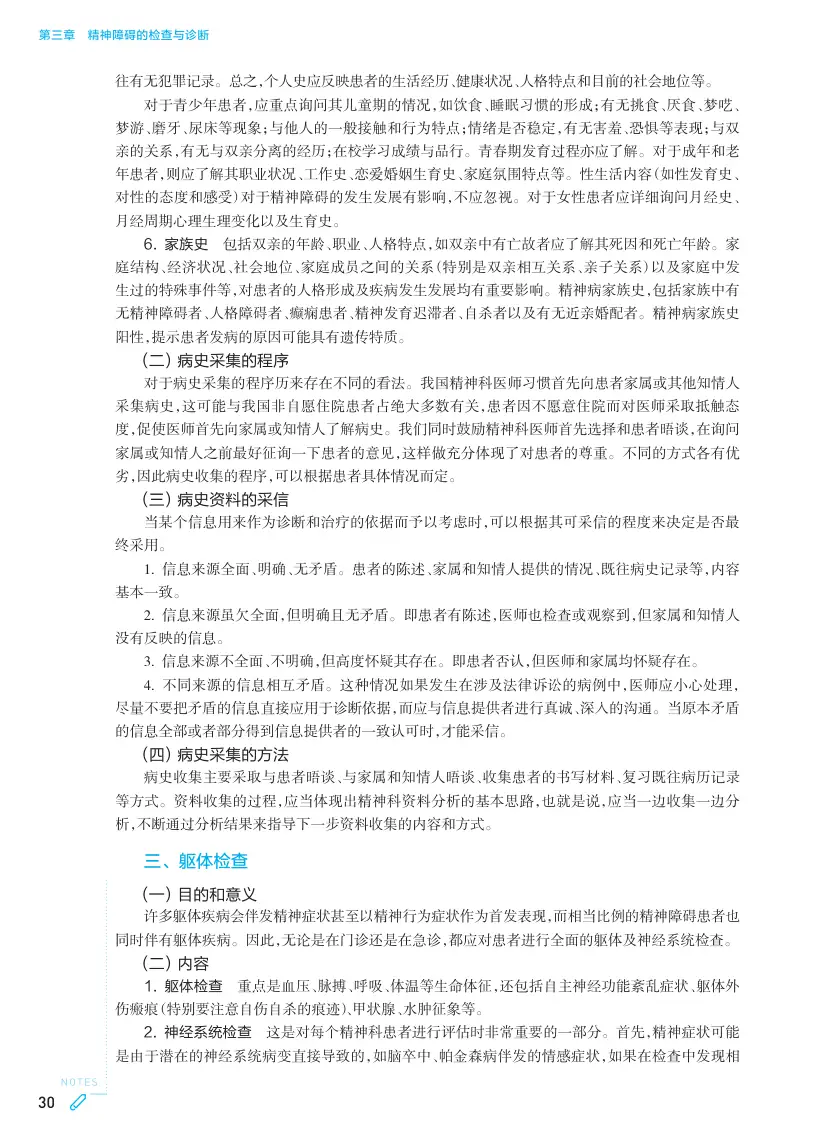 第三章 精神障碍的检查与诊断
往有无犯罪记录。总之,个人史应反映患者的生活经历、健康状况、人格特点和目前的社会地位等。
对于青少年患者,应重点询问其儿童期的情况,如饮食、睡眠习惯的形成;有无挑食、厌食、梦呓、
梦游、磨牙、尿床等现象;与他人的一般接触和行为特点;情绪是否稳定,有无害羞、恐惧等表现;与双
亲的关系,有无与双亲分离的经历;在校学习成绩与品行。青春期发育过程亦应了解。对于成年和老
年患者,则应了解其职业状况、工作史、恋爱婚姻生育史、家庭氛围特点等。性生活内容(如性发育史、
对性的态度和感受)对于精神障碍的发生发展有影响,不应忽视。对于女性患者应详细询问月经史、
月经周期心理生理变化以及生育史。
6. 家族史 包括双亲的年龄、职业、人格特点,如双亲中有亡故者应了解其死因和死亡年龄。家
庭结构、经济状况、社会地位、家庭成员之间的关系(特别是双亲相互关系、亲子关系)以及家庭中发
生过的特殊事件等,对患者的人格形成及疾病发生发展均有重要影响。精神病家族史,包括家族中有
无精神障碍者、人格障碍者、癫痫患者、精神发育迟滞者、自杀者以及有无近亲婚配者。精神病家族史
阳性,提示患者发病的原因可能具有遗传特质。
(二)病史采集的程序
对于病史采集的程序历来存在不同的看法。我国精神科医师习惯首先向患者家属或其他知情人
采集病史,这可能与我国非自愿住院患者占绝大多数有关,患者因不愿意住院而对医师采取抵触态
度,促使医师首先向家属或知情人了解病史。我们同时鼓励精神科医师首先选择和患者晤谈,在询问
家属或知情人之前最好征询一下患者的意见,这样做充分体现了对患者的尊重。不同的方式各有优
劣,因此病史收集的程序,可以根据患者具体情况而定。
(三)病史资料的采信
当某个信息用来作为诊断和治疗的依据而予以考虑时,可以根据其可采信的程度来决定是否最
终采用。
1. 信息来源全面、明确、无矛盾。患者的陈述、家属和知情人提供的情况、既往病史记录等,内容
基本一致。
2. 信息来源虽欠全面,但明确且无矛盾。即患者有陈述,医师也检查或观察到,但家属和知情人
没有反映的信息。
3. 信息来源不全面、不明确,但高度怀疑其存在。即患者否认,但医师和家属均怀疑存在。
4. 不同来源的信息相互矛盾。这种情况如果发生在涉及法律诉讼的病例中,医师应小心处理,
尽量不要把矛盾的信息直接应用于诊断依据,而应与信息提供者进行真诚、深入的沟通。当原本矛盾
的信息全部或者部分得到信息提供者的一致认可时,才能采信。
(四)病史采集的方法
病史收集主要采取与患者晤谈、与家属和知情人晤谈、收集患者的书写材料、复习既往病历记录
等方式。资料收集的过程,应当体现出精神科资料分析的基本思路,也就是说,应当一边收集一边分
析,不断通过分析结果来指导下一步资料收集的内容和方式。
三、躯体检查
(一)目的和意义
许多躯体疾病会伴发精神症状甚至以精神行为症状作为首发表现,而相当比例的精神障碍患者也
同时伴有躯体疾病。因此,无论是在门诊还是在急诊,都应对患者进行全面的躯体及神经系统检查。
(二)内容
1. 躯体检查 重点是血压、脉搏、呼吸、体温等生命体征,还包括自主神经功能紊乱症状、躯体外
伤瘢痕(特别要注意自伤自杀的痕迹)、甲状腺、水肿征象等。
2. 神经系统检查 这是对每个精神科患者进行评估时非常重要的一部分。首先,精神症状可能
是由于潜在的神经系统病变直接导致的,如脑卒中、帕金森病伴发的情感症状,如果在检查中发现相
NOTES
30